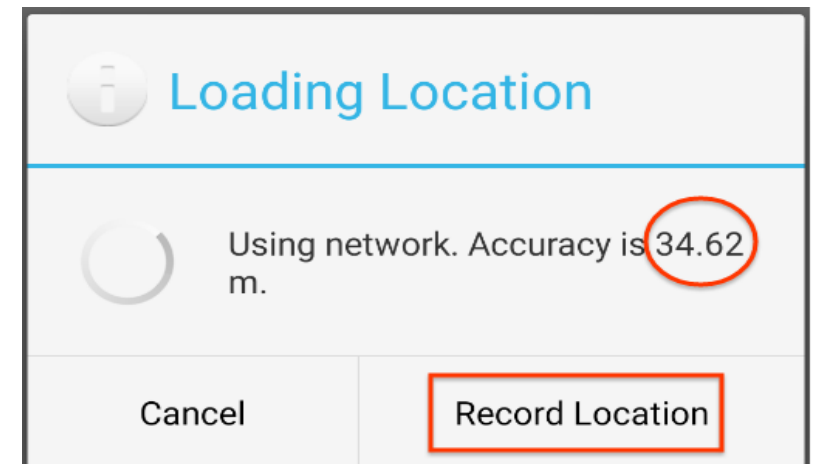 Loading Location
Using network. Accuracy is 34.62
m.
Cancel
Record Location